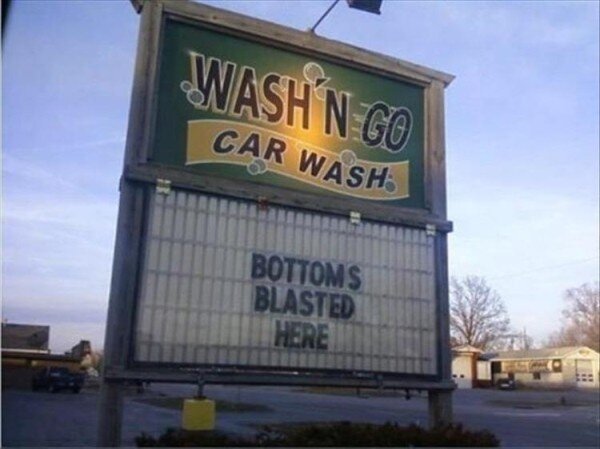 WASH'N GO
CAR WASH
BOTTOMS
BLASTED
HERE